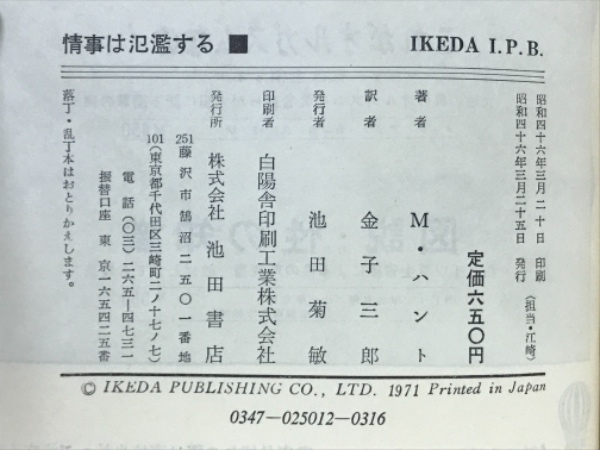 情事は氾濫する ■
IKEDA I.P.B.
昭和四十六年三月二十日 印刷
昭和四十六年三月二十五日 発行
(担当・江崎)
定価六五〇円
著者 M・ハント
訳者 金子三郎
発行者 池田菊敏
印刷者 白陽舎印刷工業株式会社
発行所 株式会社 池田書店
251 藤沢市鵠沼二五〇一番地
101(東京都千代田区三崎町二ノ十七ノ七)
電話(〇三)二六五―四七三一
振替口座 東京一六五四二五番
落丁・乱丁本はおとりかえします。
© IKEDA PUBLISHING CO., LTD. 1971 Printed in Japan
0347―025012―0316